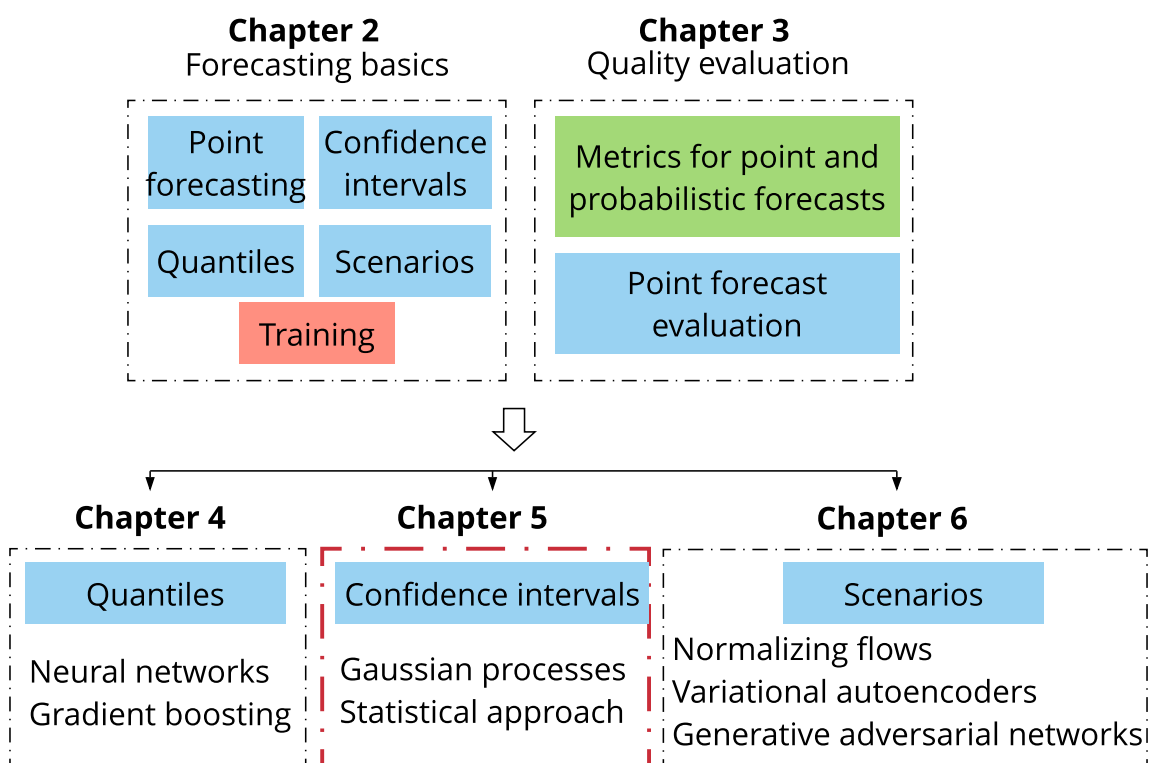 Chapter 2
Forecasting basics
Point
forecasting
Confidence
intervals
Quantiles
Scenarios
Training
Chapter 3
Quality evaluation
Metrics for point and
probabilistic forecasts
Point forecast
evaluation
Chapter 4
Quantiles
Neural networks
Gradient boosting
Chapter 5
Confidence intervals
Gaussian processes
Statistical approach
Chapter 6
Scenarios
Normalizing flows
Variational autoencoders
Generative adversarial networks